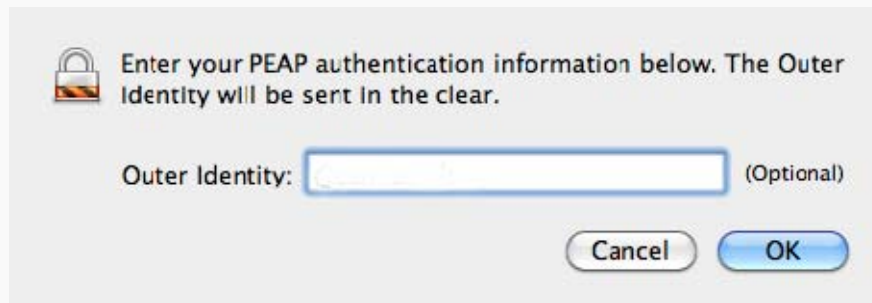 Enter your PEAP authentication information below. The Outer
Identity will be sent in the clear.
Outer Identity: (Optional)
Cancel OK